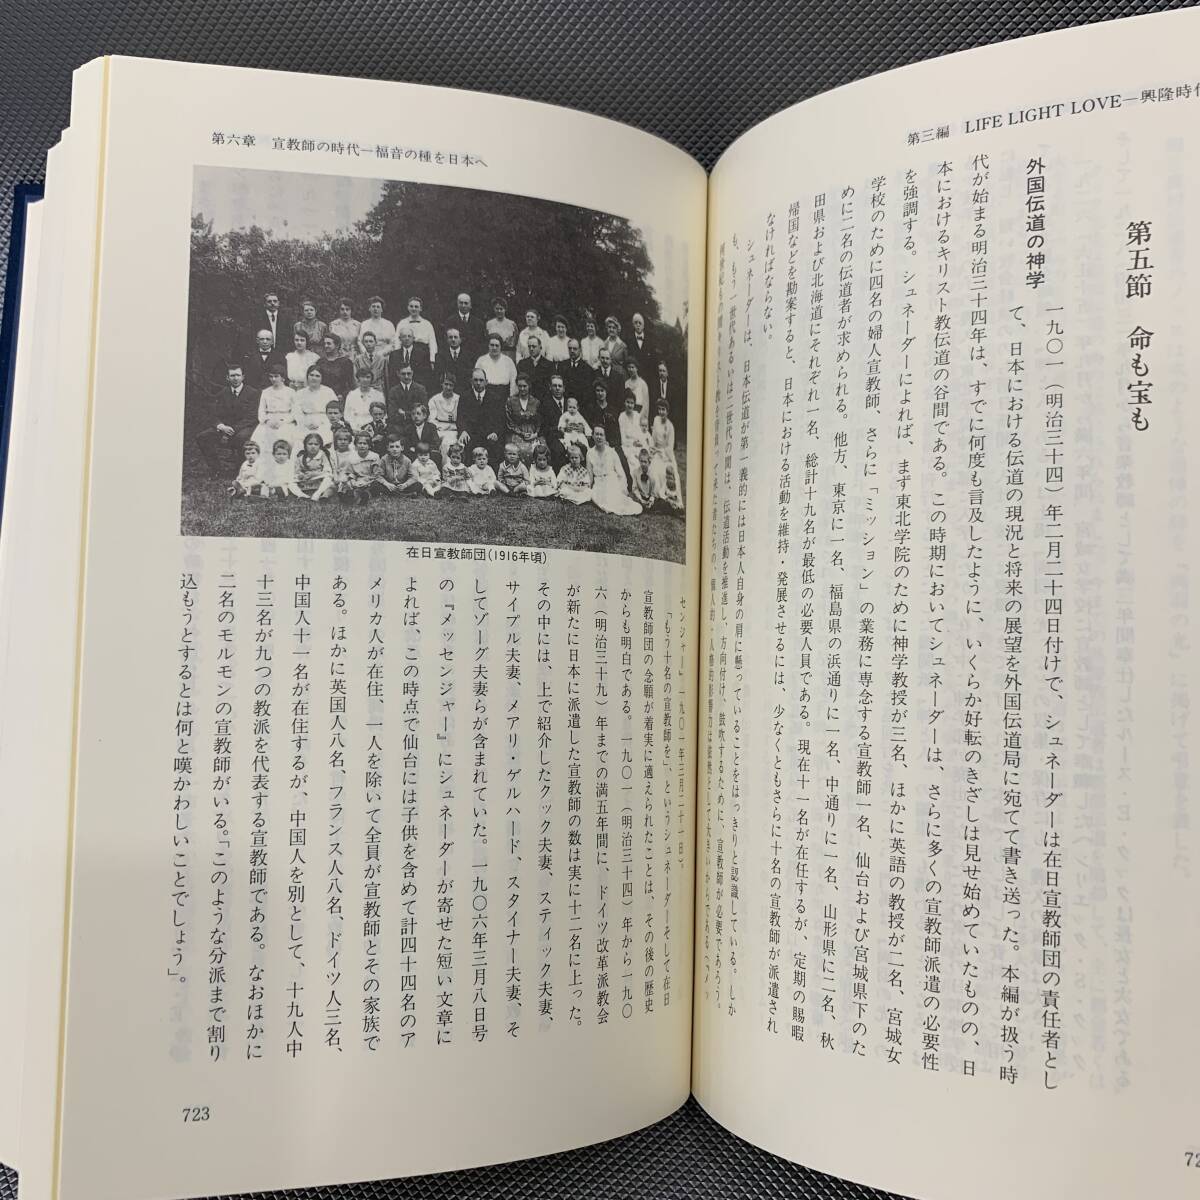 第三編　LIFE LIGHT LOVE―興隆時代
第五節　命も宝も
外国伝道の神学
一九〇一（明治三十四）年二月二十四日付けで、シュネーダーは在日宣教師団の責任者とし
て、日本における伝道の現況と将来の展望を外国伝道局に宛てて書き送った。本編が扱う時
代が始まる明治三十四年は、すでに何度も言及したように、いくらか好転のきざしは見せ始めていたものの、日
本におけるキリスト教伝道の谷間である。この時期においてシュネーダーは、さらに多くの宣教師派遣の必要性
を強調する。シュネーダーによれば、まず東北学院のために神学教授が三名、ほかに英語の教授が二名、宮城女
学校のために四名の婦人宣教師、さらに「ミッション」の業務に専念する宣教師一名、仙台および宮城県下のた
めに二名の伝道者が求められる。他方、東京に一名、福島県の浜通りに一名、中通りに一名、山形県に二名、秋
田県および北海道にそれぞれ一名、総計十九名が最低の必要人員である。現在十一名が在任するが、定期の賜暇
帰国などを勘案すると、日本における活動を維持・発展させるには、少なくともさらに十名の宣教師が派遣され
なければならない。
シュネーダーは、日本伝道が第一義的には日本人自身の肩に懸っていることをはっきりと認識している。しか
も、もう一世代あるいは二世代の間は、伝道活動を推進し、方向付け、鼓吹するために、宣教師が必要であろう。
第六章　宣教師の時代―福音の種を日本へ
在日宣教師団（1916年頃）
センジャー』一九〇一年三月二十一日）。
「もう十名の宣教師を」、というシュネーダーそして在日
宣教師団の念願が着実に適えられたことは、その後の歴史
からも明白である。一九〇一（明治三十四）年から一九〇
六（明治三十九）年までの満五年間に、ドイツ改革派教会
が新たに日本に派遣した宣教師の数は実に十二名に上った。
その中には、上で紹介したクック夫妻、スティック夫妻、
サイプル夫妻、メアリ・ゲルハード、スタイナー夫妻、そ
してゾーグ夫妻らが含まれていた。一九〇六年三月八日号
の『メッセンジャー』にシュネーダーが寄せた短い文章に
よれば、この時点で仙台には子供を含めて計四十四名のア
メリカ人が在住、一人を除いて全員が宣教師とその家族で
ある。ほかに英国人八名、フランス人八名、ドイツ人三名、
中国人十一名が在住するが、中国人を別として、十九人中
十三名が九つの教派を代表する宣教師である。なおほかに
二名のモルモンの宣教師がいる。「このような分派まで割り
込もうとするとは何と嘆かわしいことでしょう」。
723